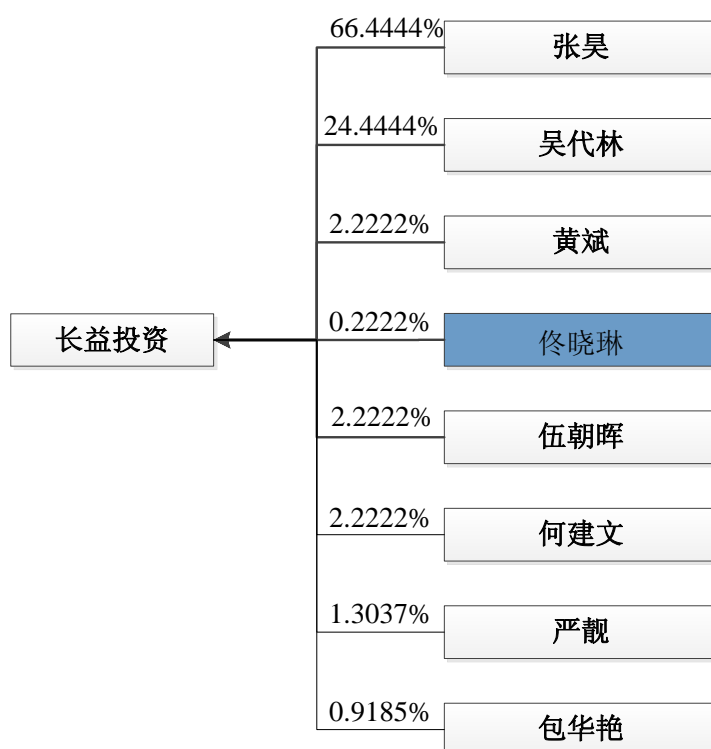 66.4444%
张昊
24.4444%
吴代林
2.2222%
黄斌
长益投资
0.2222%
佟晓琳
2.2222%
伍朝晖
2.2222%
何建文
1.3037%
严靓
0.9185%
包华艳